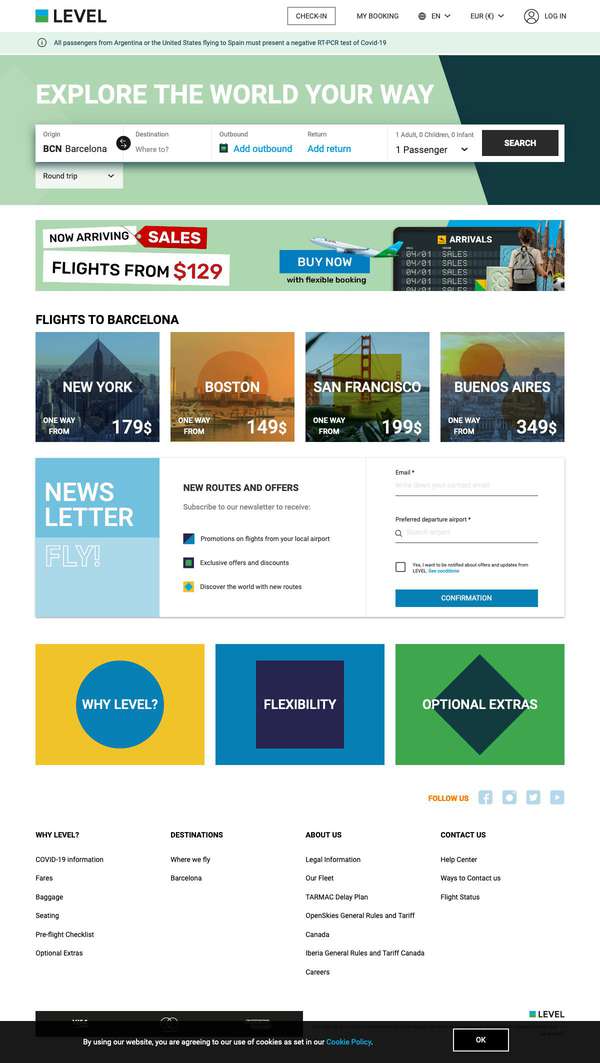 LEVEL
CHECK-IN
MY BOOKING
EN
EUR (€)
LOG IN
All passengers from Argentina or the United States flying to Spain must present a negative RT-PCR test of Covid-19
EXPLORE THE WORLD YOUR WAY
Origin
BCN Barcelona
Destination
Where to?
Outbound
Add outbound
Return
Add return
1 Adult, 0 Children, 0 Infant
1 Passenger
SEARCH
Round trip
NOW ARRIVING SALES
FLIGHTS FROM $129
BUY NOW
with flexible booking
ARRIVALS
04/01 SALES
04/01 SALES
04/01 SALES
FLIGHTS TO BARCELONA
NEW YORK
ONE WAY
FROM
179$
BOSTON
ONE WAY
FROM
149$
SAN FRANCISCO
ONE WAY
FROM
199$
BUENOS AIRES
ONE WAY
FROM
349$
NEWS
LETTER
FLY!
NEW ROUTES AND OFFERS
Subscribe to our newsletter to receive:
Promotions on flights from your local airport
Exclusive offers and discounts
Discover the world with new routes
Email *
Write down your contact email
Preferred departure airport *
Search airport
Yes, I want to be notified about offers and updates from
LEVEL. See conditions
CONFIRMATION
WHY LEVEL?
FLEXIBILITY
OPTIONAL EXTRAS
FOLLOW US
WHY LEVEL?
COVID-19 information
Fares
Baggage
Seating
Pre-flight Checklist
Optional Extras
DESTINATIONS
Where we fly
Barcelona
ABOUT US
Legal Information
Our Fleet
TARMAC Delay Plan
OpenSkies General Rules and Tariff
Canada
Iberia General Rules and Tariff Canada
Careers
CONTACT US
Help Center
Ways to Contact us
Flight Status
LEVEL
By using our website, you are agreeing to our use of cookies as set in our Cookie Policy.
OK